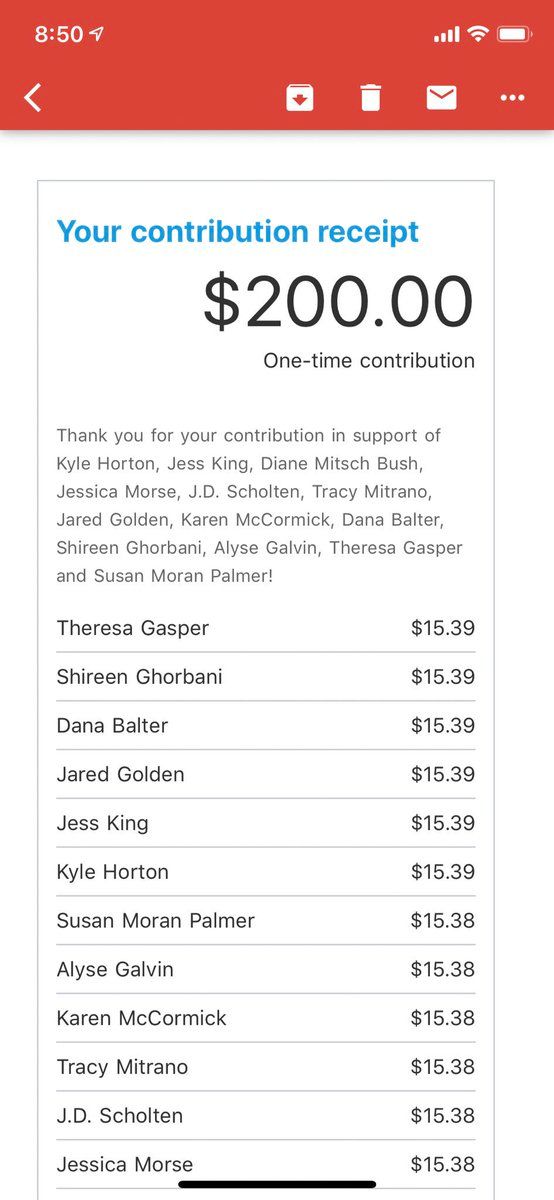 8:50
Your contribution receipt
$200.00
One-time contribution
Thank you for your contribution in support of
Kyle Horton, Jess King, Diane Mitsch Bush,
Jessica Morse, J.D. Scholten, Tracy Mitrano,
Jared Golden, Karen McCormick, Dana Balter,
Shireen Ghorbani, Alyse Galvin, Theresa Gasper
and Susan Moran Palmer!
Theresa Gasper $15.39
Shireen Ghorbani $15.39
Dana Balter $15.39
Jared Golden $15.39
Jess King $15.39
Kyle Horton $15.39
Susan Moran Palmer $15.38
Alyse Galvin $15.38
Karen McCormick $15.38
Tracy Mitrano $15.38
J.D. Scholten $15.38
Jessica Morse $15.38